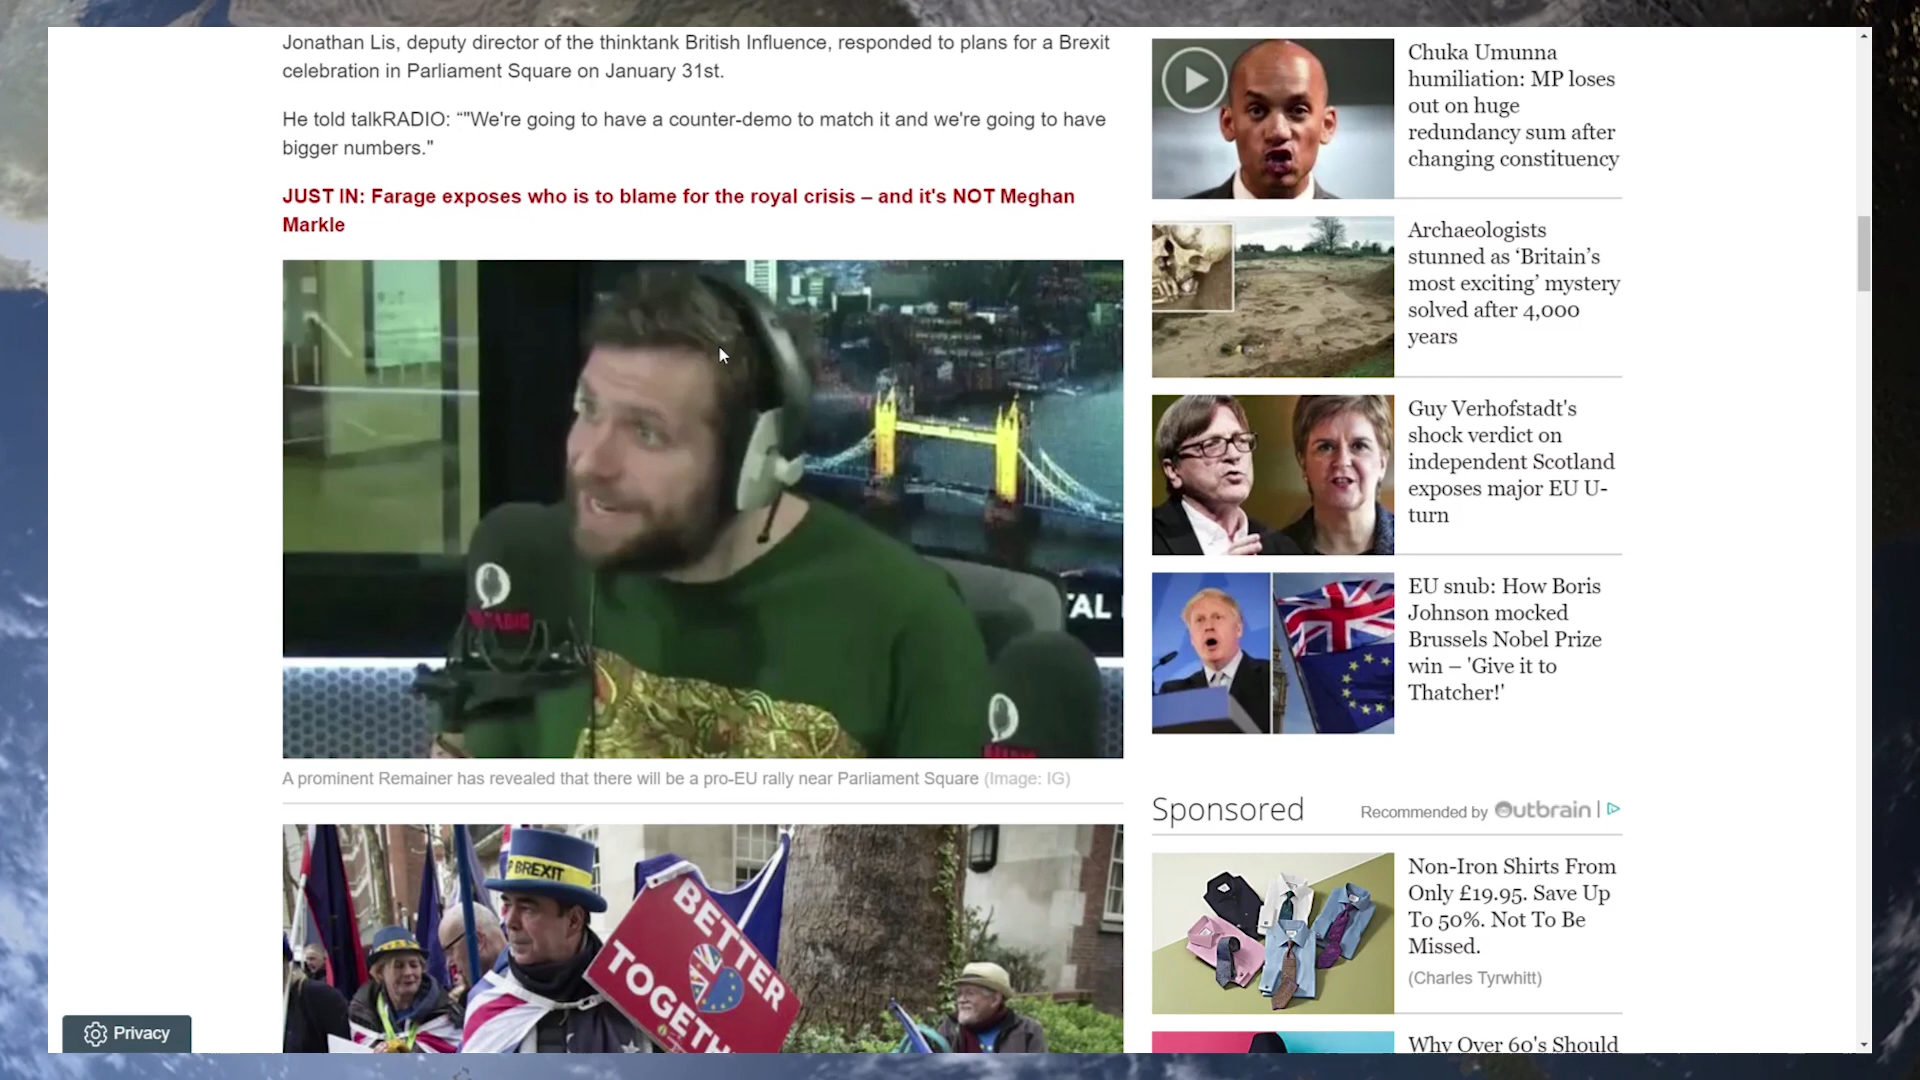 Jonathan Lis, deputy director of the thinktank British Influence, responded to plans for a Brexit
celebration in Parliament Square on January 31st.
He told talkRADIO: “"We're going to have a counter-demo to match it and we're going to have
bigger numbers."
JUST IN: Farage exposes who is to blame for the royal crisis – and it's NOT Meghan
Markle
TAL
RADIO
A prominent Remainer has revealed that there will be a pro-EU rally near Parliament Square (Image: IG)
P BREXIT
BETTER
TOGETH
Privacy
Chuka Umunna
humiliation: MP loses
out on huge
redundancy sum after
changing constituency
Archaeologists
stunned as ‘Britain’s
most exciting’ mystery
solved after 4,000
years
Guy Verhofstadt's
shock verdict on
independent Scotland
exposes major EU U-
turn
EU snub: How Boris
Johnson mocked
Brussels Nobel Prize
win – 'Give it to
Thatcher!'
Sponsored
Recommended by Outbrain |
Non-Iron Shirts From
Only £19.95. Save Up
To 50%. Not To Be
Missed.
(Charles Tyrwhitt)
Why Over 60's Should